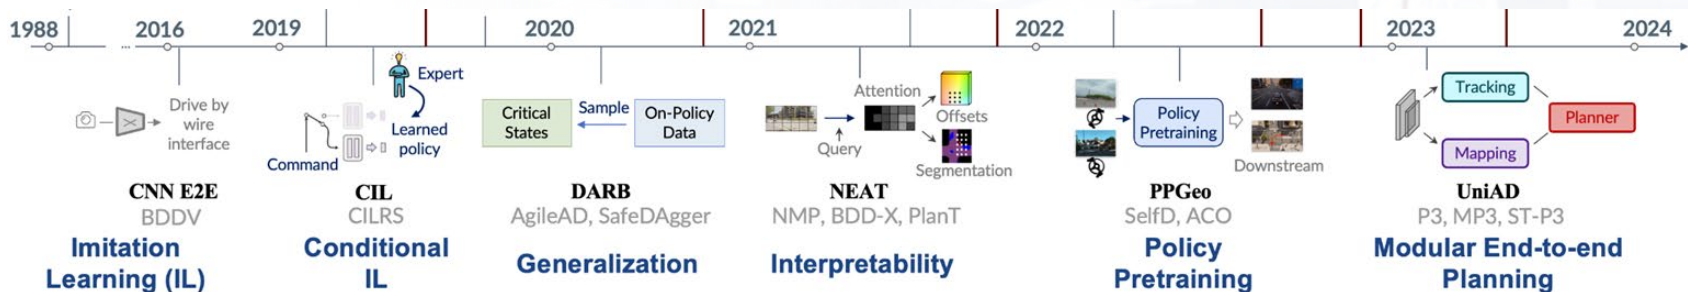 1988
...
2016
2019
2020
2021
2022
2023
2024
Drive by
wire
interface
CNN E2E
BDDV
Imitation
Learning (IL)
Expert
Learned
policy
Command
CIL
CILRS
Conditional
IL
Critical
States
Sample
On-Policy
Data
DARB
AgileAD, SafeDAgger
Generalization
Attention
Query
Offsets
Segmentation
NEAT
NMP, BDD-X, PlanT
Interpretability
Policy
Pretraining
Downstream
PPGeo
SelfD, ACO
Policy
Pretraining
Tracking
Mapping
Planner
UniAD
P3, MP3, ST-P3
Modular End-to-end
Planning